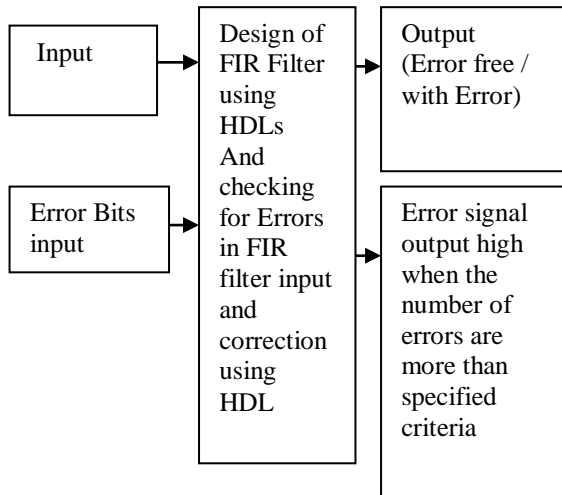 Input
Error Bits
input
Design of
FIR Filter
using
HDLs
And
checking
for Errors
in FIR
filter input
and
correction
using
HDL
Output
(Error free /
with Error)
Error signal
output high
when the
number of
errors are
more than
specified
criteria